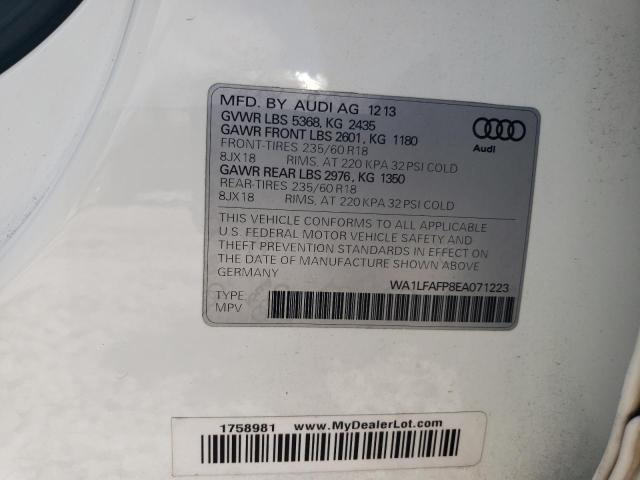 MFD. BY AUDI AG 12 13
GVWR LBS 5368, KG 2435
GAWR FRONT LBS 2601, KG 1180
FRONT-TIRES 235/60 R18
8JX18 RIMS, AT 220 KPA 32 PSI COLD
GAWR REAR LBS 2976, KG 1350
REAR-TIRES 235/60 R18
8JX18 RIMS, AT 220 KPA 32 PSI COLD
Audi
THIS VEHICLE CONFORMS TO ALL APPLICABLE
U.S. FEDERAL MOTOR VEHICLE SAFETY AND
THEFT PREVENTION STANDARDS IN EFFECT ON
THE DATE OF MANUFACTURE SHOWN ABOVE.
GERMANY
WA1LFAFP8EA071223
TYPE:
MPV
1758981 www.MyDealerLot.com